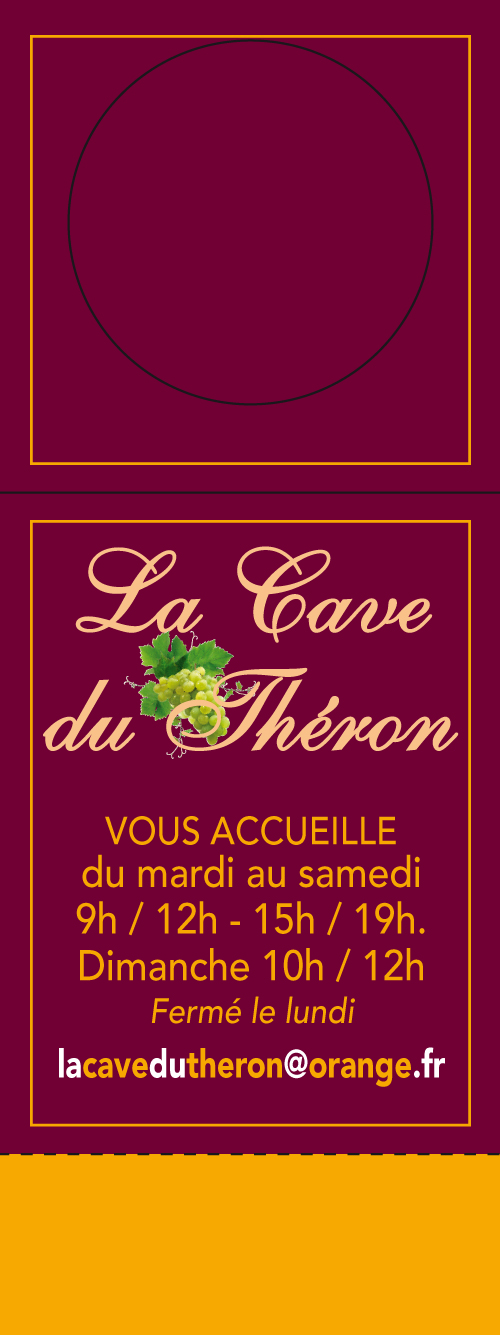 La Cave
du Théron
VOUS ACCUEILLE
du mardi au samedi
9h / 12h - 15h / 19h.
Dimanche 10h / 12h
Fermé le lundi
lacavedutheron@orange.fr